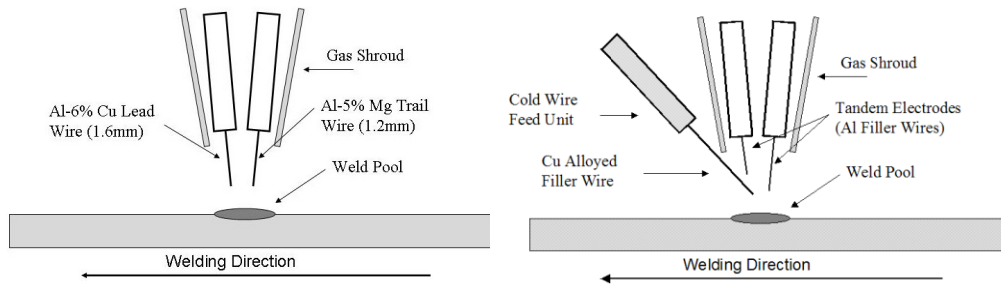 Gas Shroud
Al-6% Cu Lead
Wire (1.6mm)
Al-5% Mg Trail
Wire (1.2mm)
Weld Pool
Welding Direction
Gas Shroud
Cold Wire
Feed Unit
Tandem Electrodes
(Al Filler Wires)
Cu Alloyed
Filler Wire
Weld Pool
Welding Direction